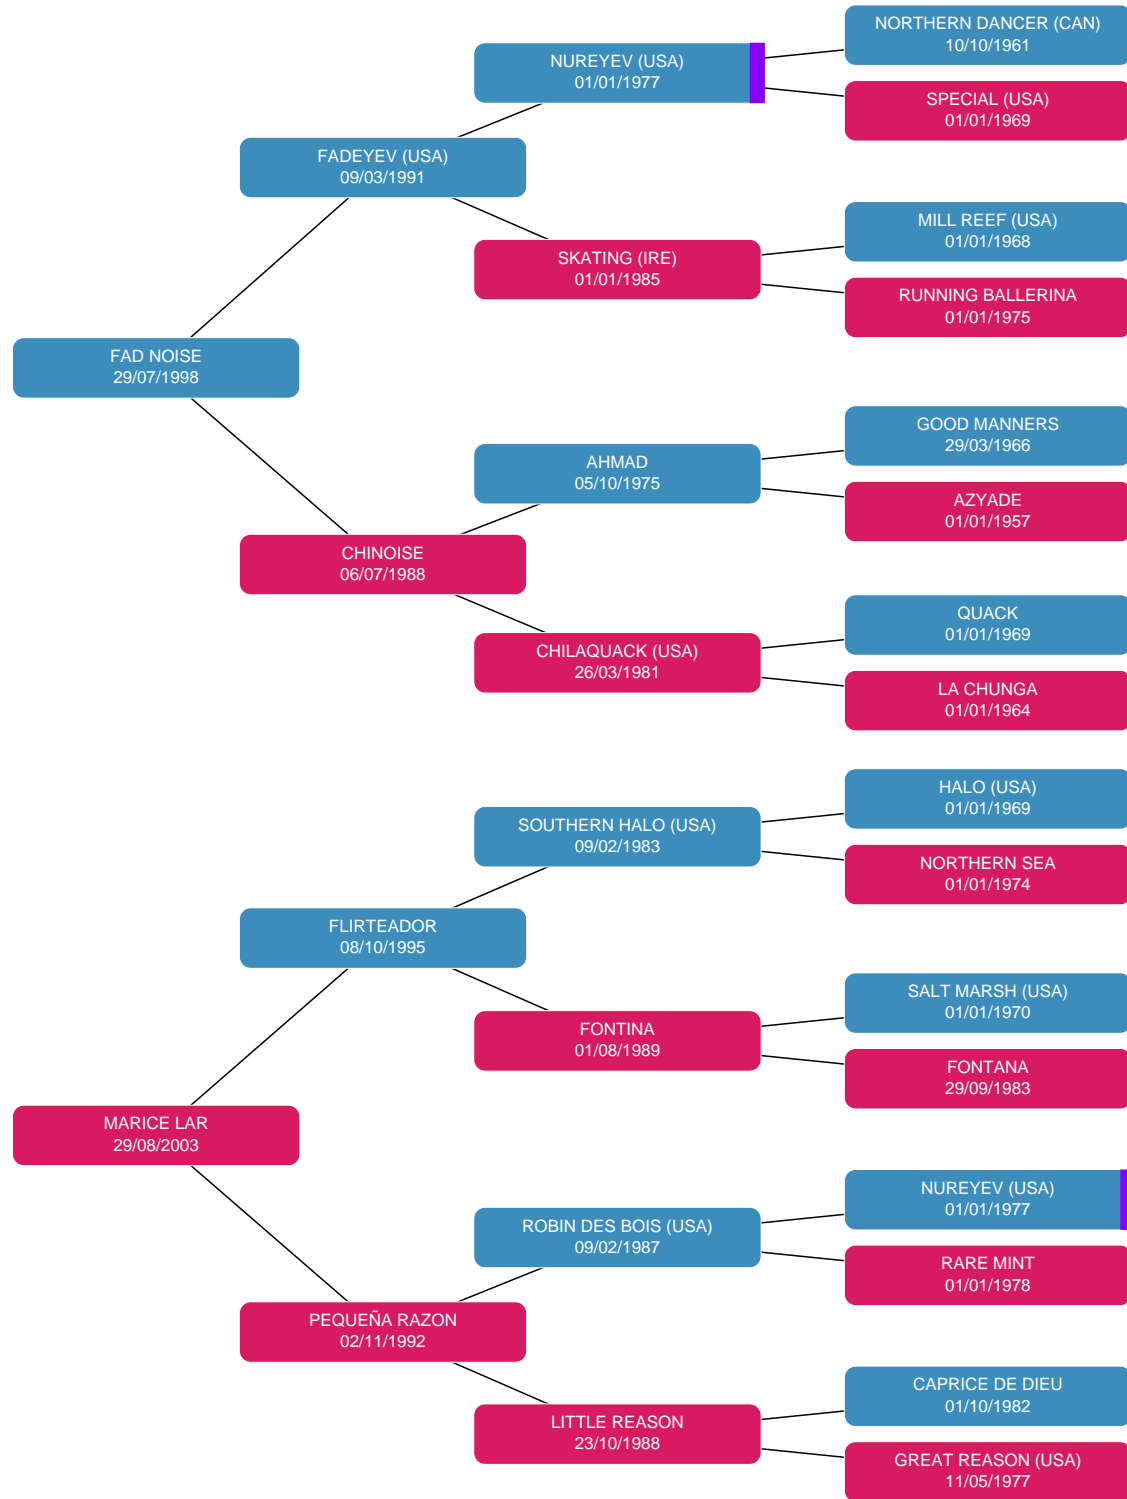 NORTHERN DANCER (CAN)
10/10/1961
NUREYEV (USA)
01/01/1977
SPECIAL (USA)
01/01/1969
FADEYEV (USA)
09/03/1991
MILL REEF (USA)
01/01/1968
SKATING (IRE)
01/01/1985
RUNNING BALLERINA
01/01/1975
FAD NOISE
29/07/1998
GOOD MANNERS
29/03/1966
AHMAD
05/10/1975
AZYADE
01/01/1957
CHINOISE
06/07/1988
QUACK
01/01/1969
CHILAQUACK (USA)
26/03/1981
LA CHUNGA
01/01/1964
HALO (USA)
01/01/1969
SOUTHERN HALO (USA)
09/02/1983
NORTHERN SEA
01/01/1974
FLIRTEADOR
08/10/1995
SALT MARSH (USA)
01/01/1970
FONTINA
01/08/1989
FONTANA
29/09/1983
MARICE LAR
29/08/2003
NUREYEV (USA)
01/01/1977
ROBIN DES BOIS (USA)
09/02/1987
RARE MINT
01/01/1978
PEQUEÑA RAZON
02/11/1992
CAPRICE DE DIEU
01/10/1982
LITTLE REASON
23/10/1988
GREAT REASON (USA)
11/05/1977